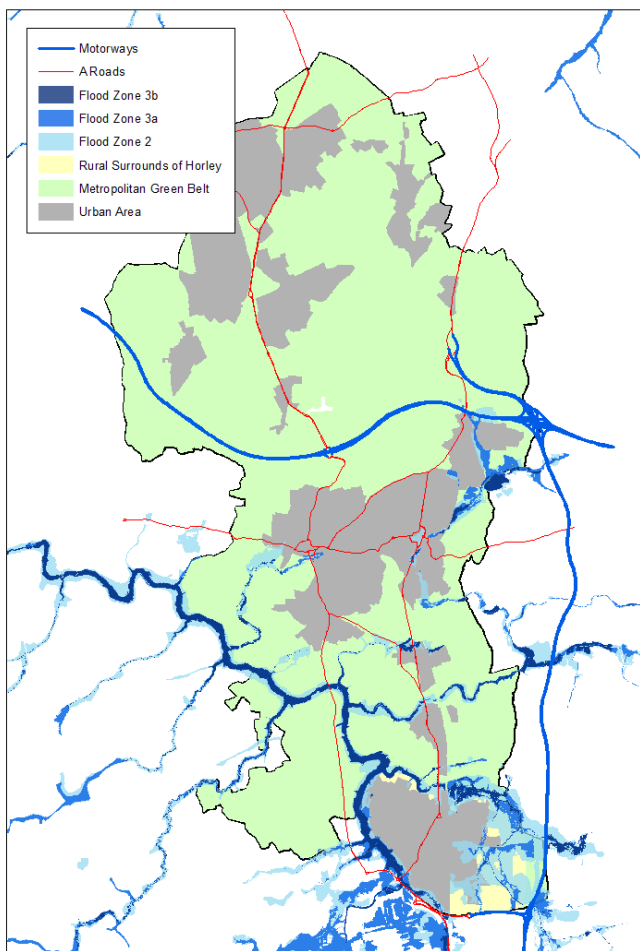 Motorways
A Roads
Flood Zone 3b
Flood Zone 3a
Flood Zone 2
Rural Surrounds of Horley
Metropolitan Green Belt
Urban Area